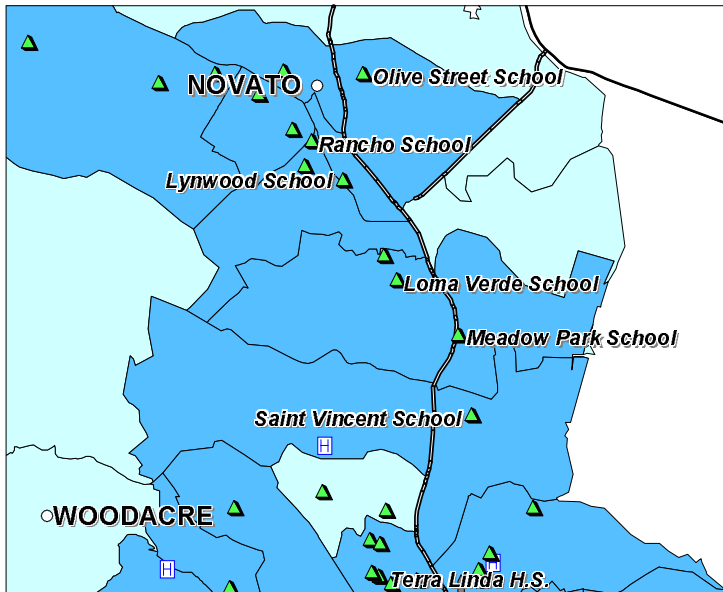 NOVATO
Olive Street School
Rancho School
Lynwood School
Loma Verde School
Meadow Park School
Saint Vincent School
H
WOODACRE
H
H
Terra Linda H.S.